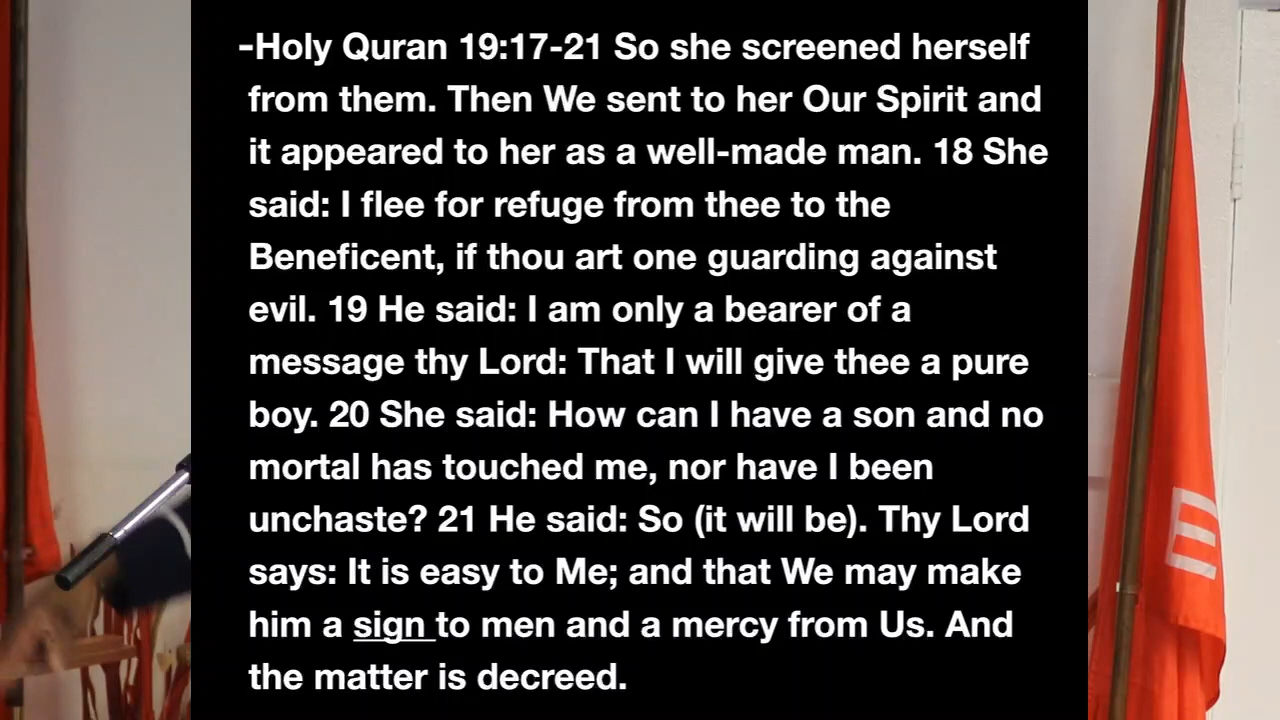 -Holy Quran 19:17-21 So she screened herself
from them. Then We sent to her Our Spirit and
it appeared to her as a well-made man. 18 She
said: I flee for refuge from thee to the
Beneficent, if thou art one guarding against
evil. 19 He said: I am only a bearer of a
message thy Lord: That I will give thee a pure
boy. 20 She said: How can I have a son and no
mortal has touched me, nor have I been
unchaste? 21 He said: So (it will be). Thy Lord
says: It is easy to Me; and that We may make
him a sign to men and a mercy from Us. And
the matter is decreed.